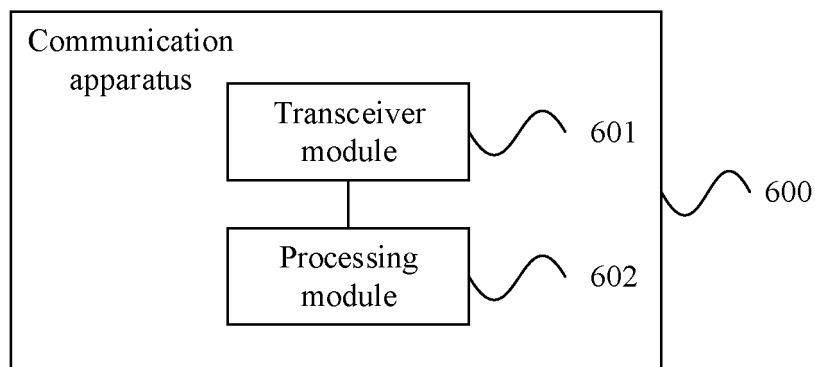 Communication
apparatus
Transceiver
module
601
600
Processing
module
602